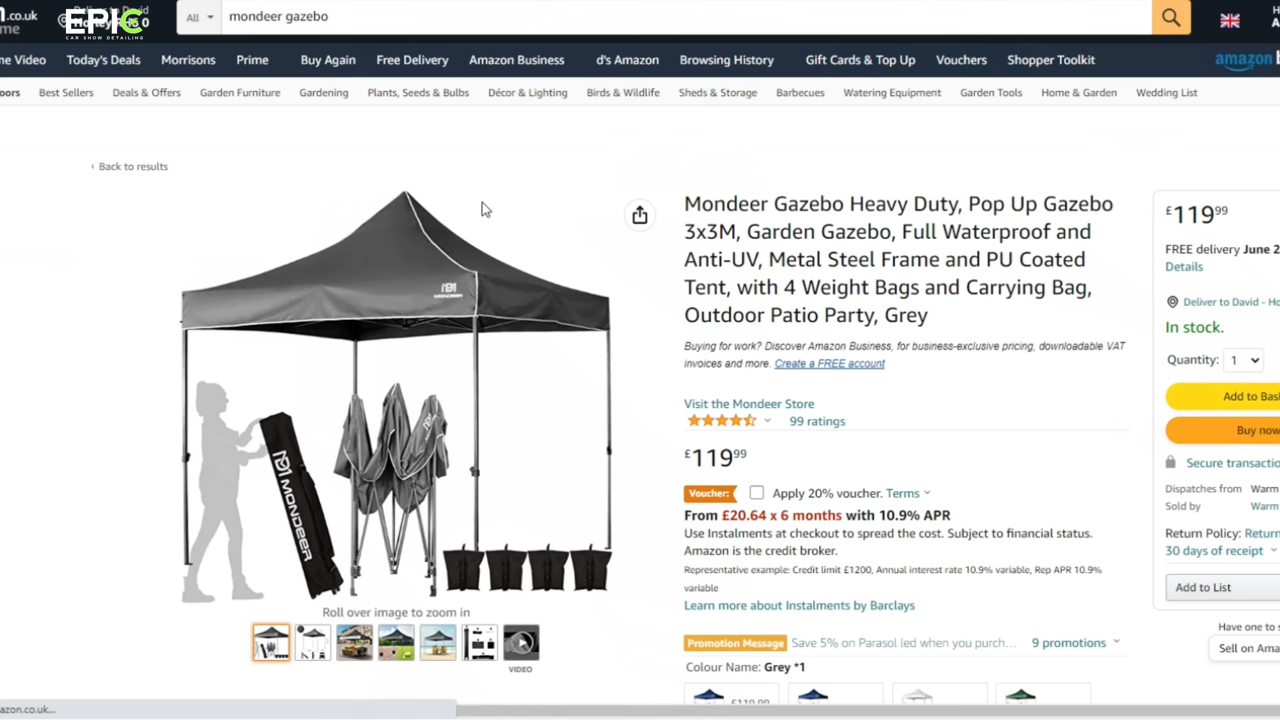 .co.uk
EPIC
CAR SHOW DETAILING
All
mondeer gazebo
me Video
Today's Deals
Morrisons
Prime
Buy Again
Free Delivery
Amazon Business
d's Amazon
Browsing History
Gift Cards & Top Up
Vouchers
Shopper Toolkit
amazon b
oors
Best Sellers
Deals & Offers
Garden Furniture
Gardening
Plants, Seeds & Bulbs
Décor & Lighting
Birds & Wildlife
Sheds & Storage
Barbecues
Watering Equipment
Garden Tools
Home & Garden
Wedding List
‹ Back to results
MONDEER
MONDEER
Roll over image to zoom in
VIDEO
Mondeer Gazebo Heavy Duty, Pop Up Gazebo
3x3M, Garden Gazebo, Full Waterproof and
Anti-UV, Metal Steel Frame and PU Coated
Tent, with 4 Weight Bags and Carrying Bag,
Outdoor Patio Party, Grey
Buying for work? Discover Amazon Business, for business-exclusive pricing, downloadable VAT
invoices and more. Create a FREE account
Visit the Mondeer Store
99 ratings
£119⁹⁹
Voucher:
Apply 20% voucher. Terms
From £20.64 x 6 months with 10.9% APR
Use Instalments at checkout to spread the cost. Subject to financial status.
Amazon is the credit broker.
Representative example: Credit limit £1200, Annual interest rate 10.9% variable, Rep APR 10.9%
variable
Learn more about Instalments by Barclays
Promotion Message
Save 5% on Parasol led when you purch...
9 promotions
Colour Name: Grey *1
£119.99
£119⁹⁹
FREE delivery June 2
Details
Deliver to David - Ho
In stock.
Quantity: 1
Add to Bas
Buy now
Secure transactio
Dispatches from Warm
Sold by Warm
Return Policy: Return
30 days of receipt
Add to List
Have one to s
Sell on Ama
azon.co.uk...